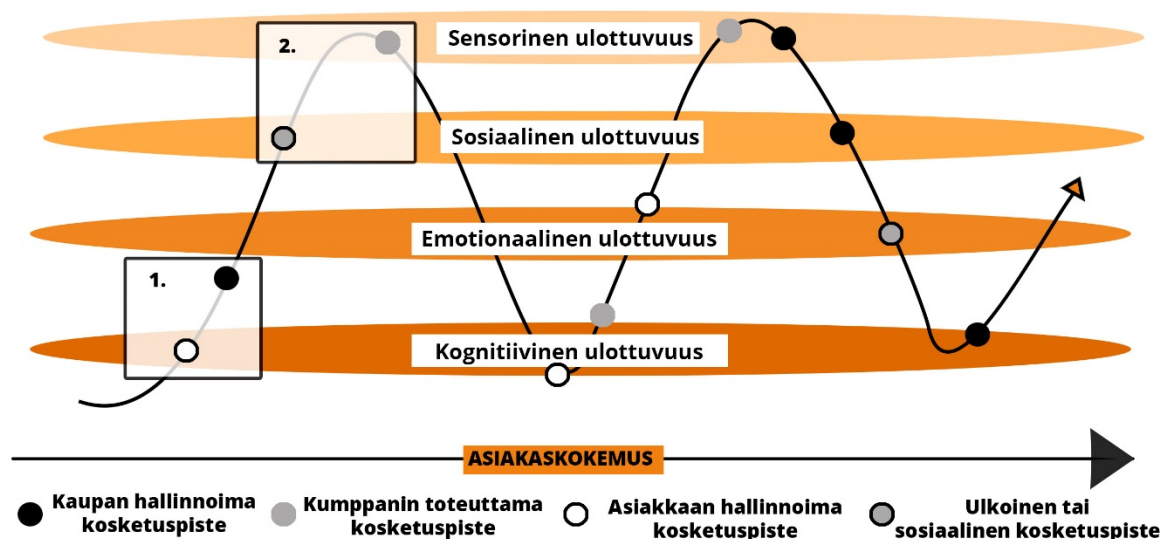 2.
Sensorinen ulottuvuus
Sosiaalinen ulottuvuus
Emotionaalinen ulottuvuus
1.
Kognitiivinen ulottuvuus
ASIAKASKOKEMUS
Kaupan hallinnoima
kosketuspiste
Kumppanin toteuttama
kosketuspiste
Asiakkaan hallinnoima
kosketuspiste
Ulkoinen tai
sosiaalinen kosketuspiste